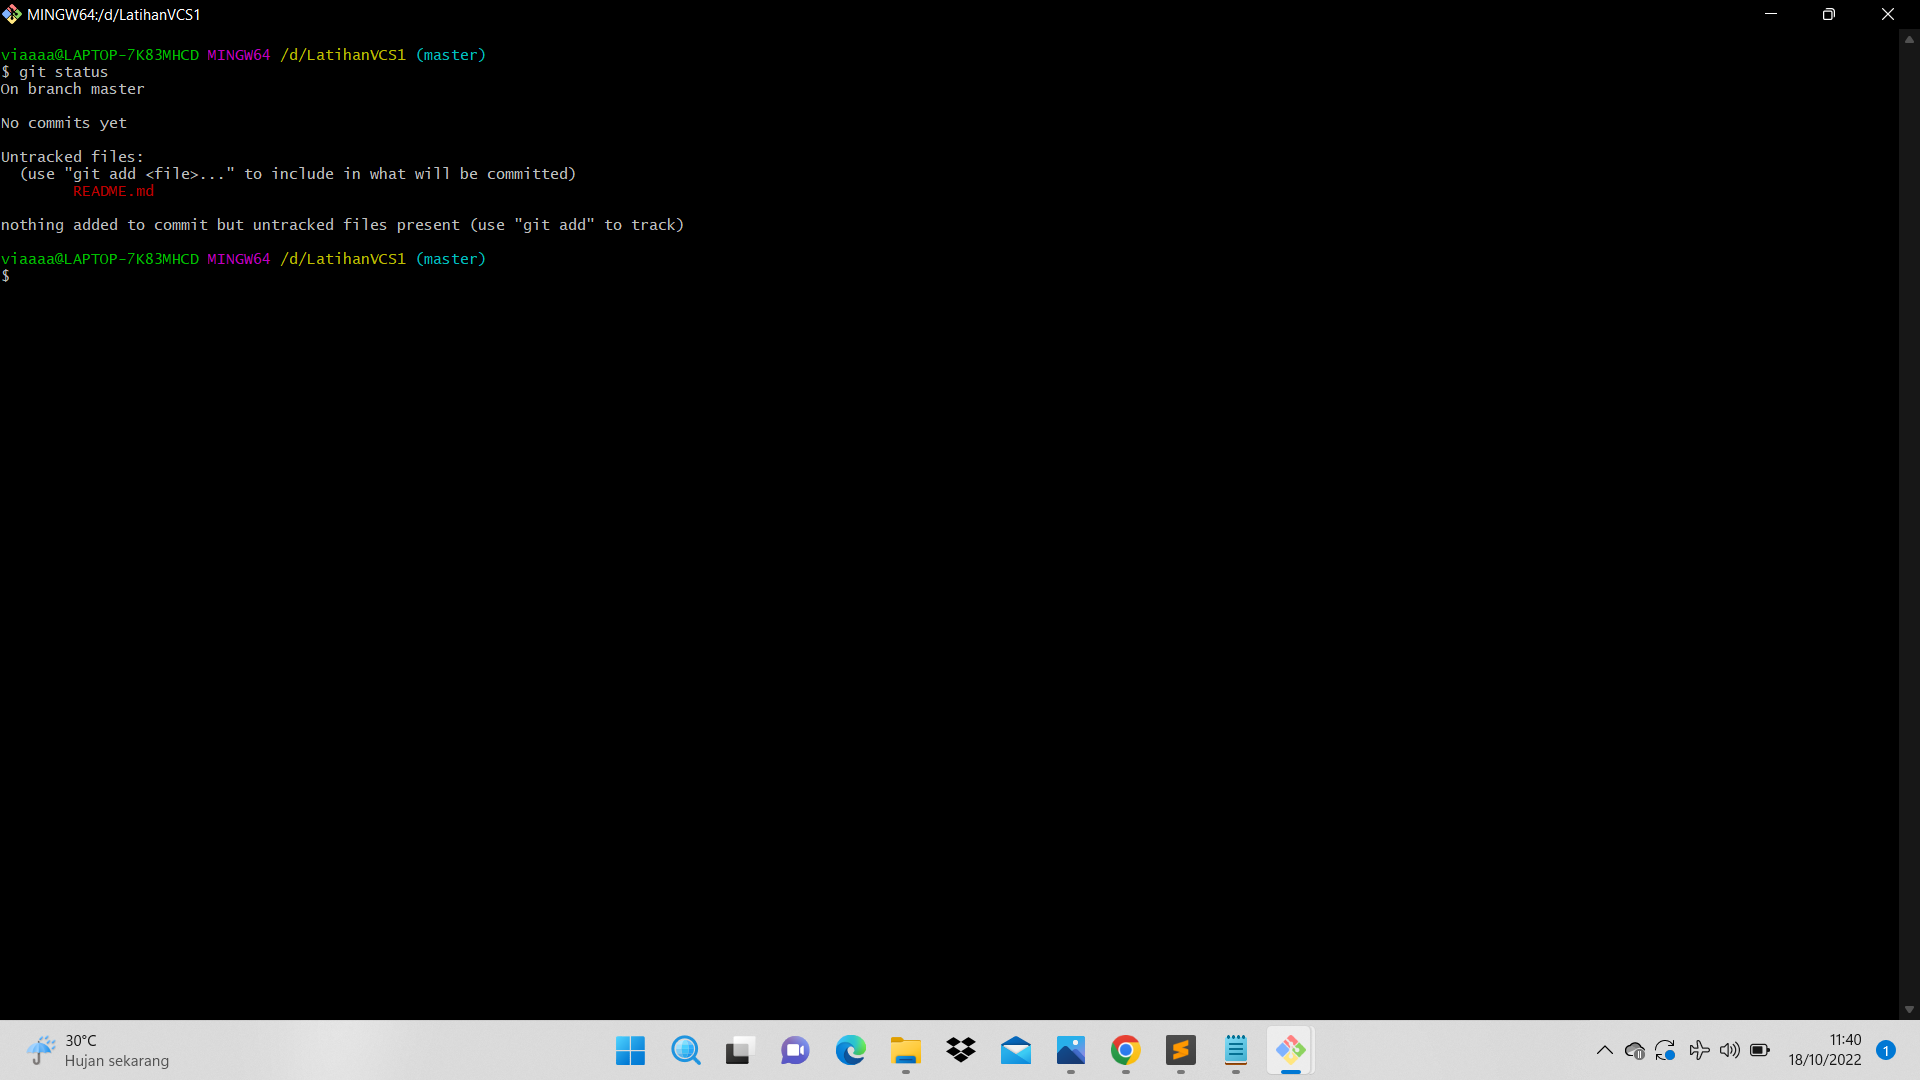 MINGW64:/d/LatihanVCS1
viaaaa@LAPTOP-7K83MHCD MINGW64 /d/LatihanVCS1 (master)
$ git status
On branch master
No commits yet
Untracked files:
(use "git add <file>..." to include in what will be committed)
README.md
nothing added to commit but untracked files present (use "git add" to track)
viaaaa@LAPTOP-7K83MHCD MINGW64 /d/LatihanVCS1 (master)
$
30°C
Hujan sekarang
11:40
18/10/2022
1